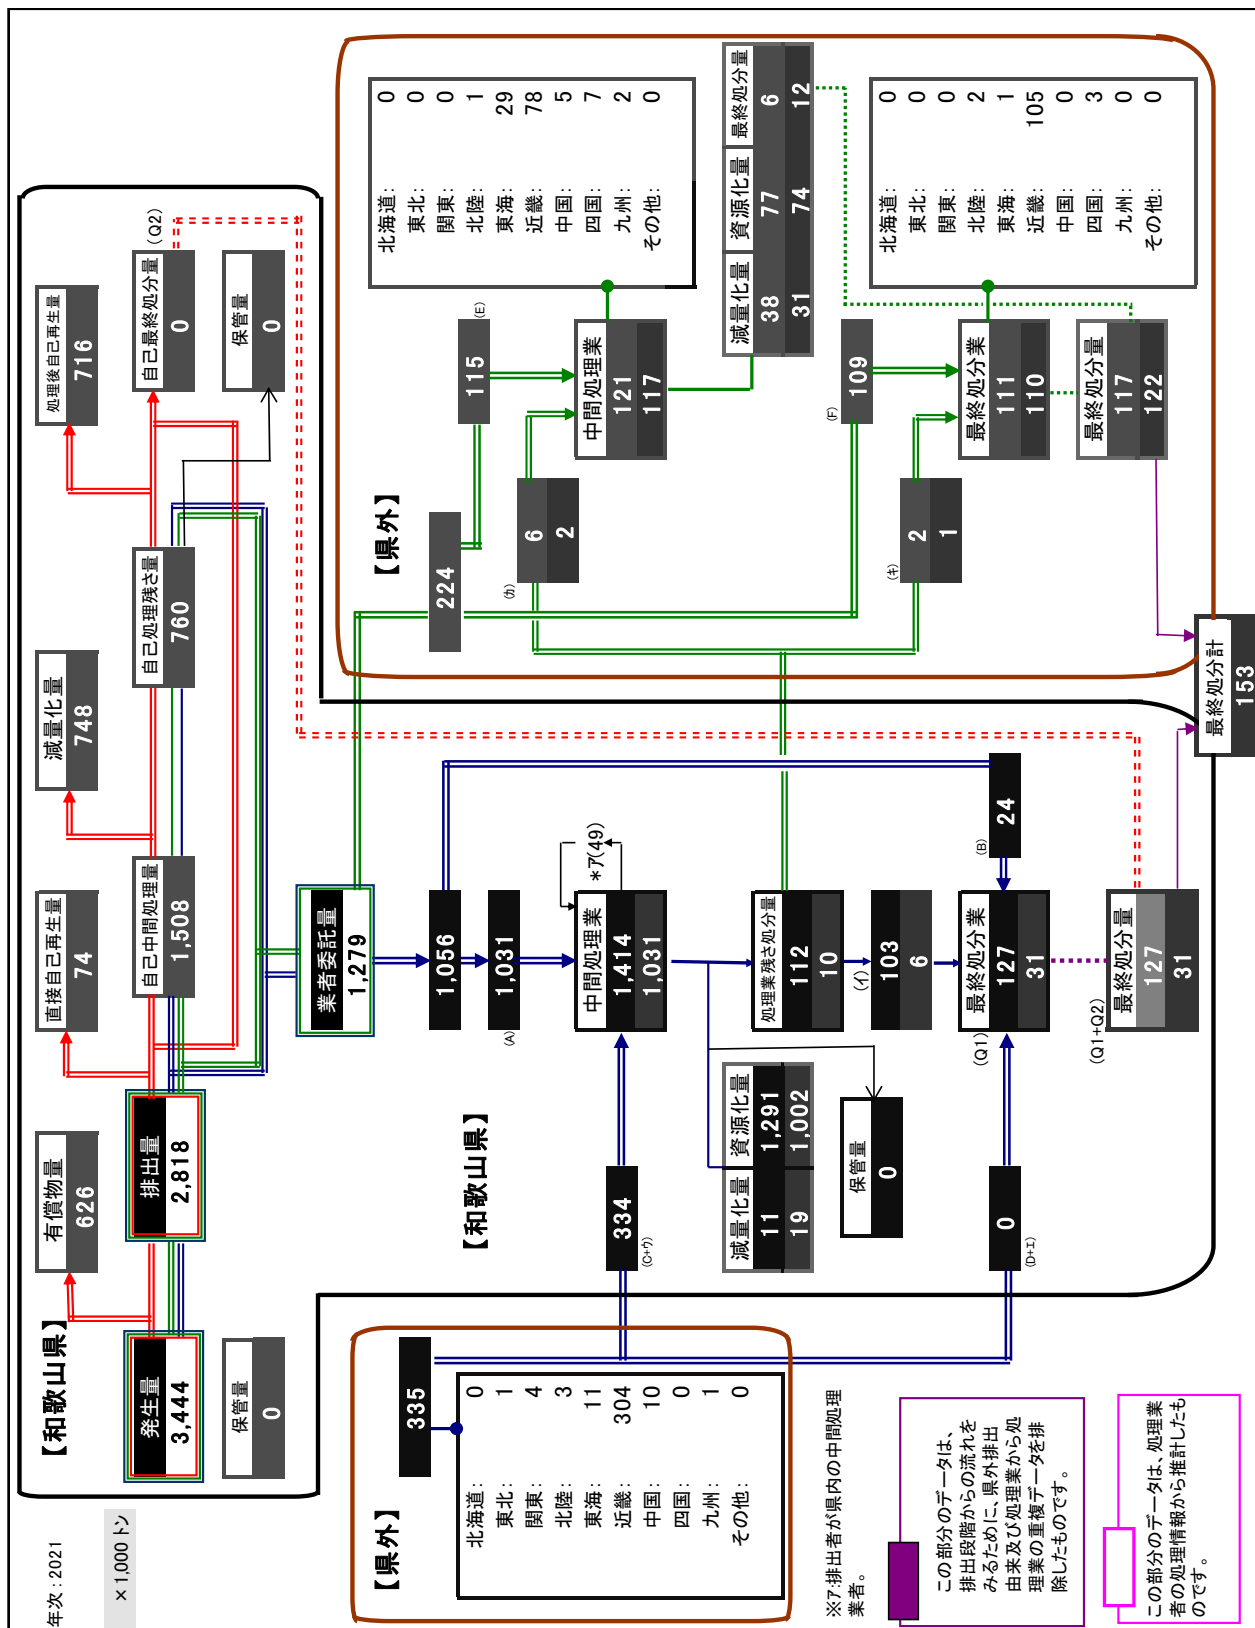 年次：2021
×1,000トン
【和歌山県】
発生量
3,444
保管量
0
有償物量
626
排出量
2,818
直接自己再生量
74
自己中間処理量
1,508
減量化量
748
自己処理残さ量
760
処理後自己再生量
716
自己最終処分量
0
(Q2)
保管量
0
業者委託量
1,279
【和歌山県】
1,056
1,031
(A)
中間処理業
1,414
1,031
*ア(49)
334
(C+ウ)
減量化量 資源化量
11 1,291
19 1,002
保管量
0
処理業残さ処分量
112
10
(イ)
103
6
24
(B)
0
(D+エ)
(Q1)
最終処分業
127
31
(Q1+Q2)
最終処分量
127
31
最終処分計
153
【県外】
335
北海道： 0
東北： 1
関東： 4
北陸： 3
東海： 11
近畿： 304
中国： 10
四国： 0
九州： 1
その他： 0
【県外】
224
115
(E)
(カ)
6
2
中間処理業
121
117
北海道： 0
東北： 0
関東： 0
北陸： 1
東海： 29
近畿： 78
中国： 5
四国： 7
九州： 2
その他： 0
減量化量 資源化量 最終処分量
38 77 6
31 74 12
(F)
109
(キ)
2
1
最終処分業
111
110
北海道： 0
東北： 0
関東： 0
北陸： 2
東海： 1
近畿： 105
中国： 0
四国： 3
九州： 0
その他： 0
最終処分量
117
122
※ア:排出者が県内の中間処理
業者。
この部分のデータは、
排出段階からの流れを
みるために、県外排出
由来及び処理業から処
理業の重複データを排
除したものです。
この部分のデータは、処理業
者の処理情報から推計したも
のです。